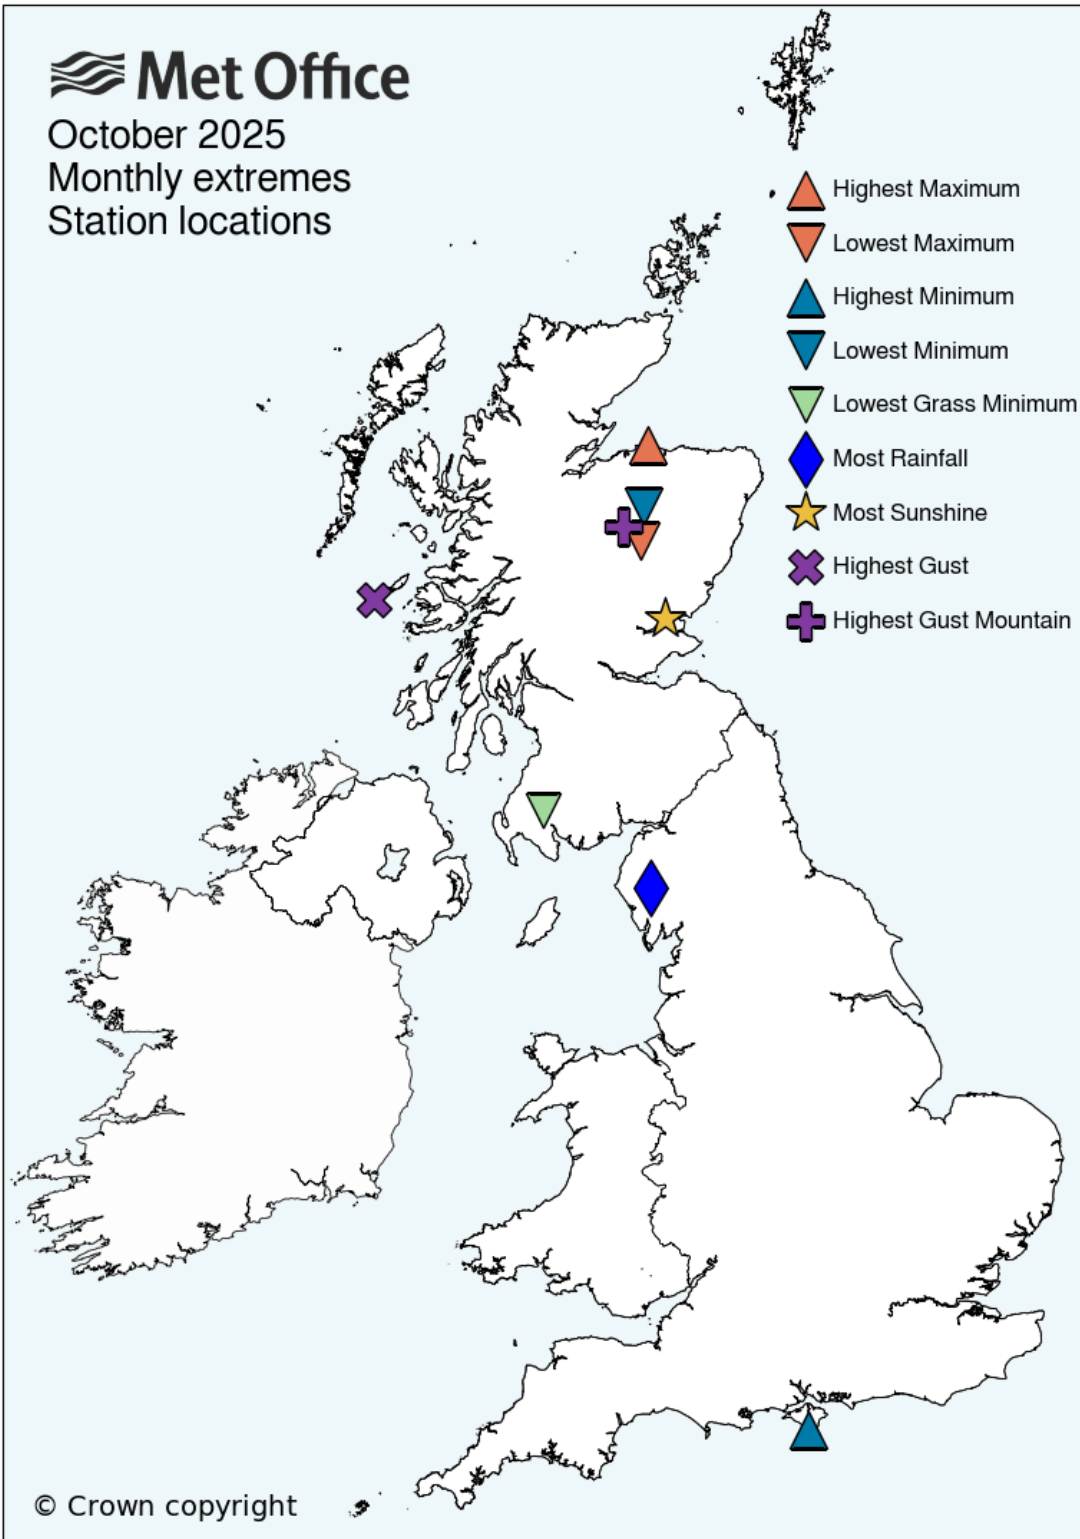 Met Office
October 2025
Monthly extremes
Station locations
Highest Maximum
Lowest Maximum
Highest Minimum
Lowest Minimum
Lowest Grass Minimum
Most Rainfall
Most Sunshine
Highest Gust
Highest Gust Mountain
© Crown copyright